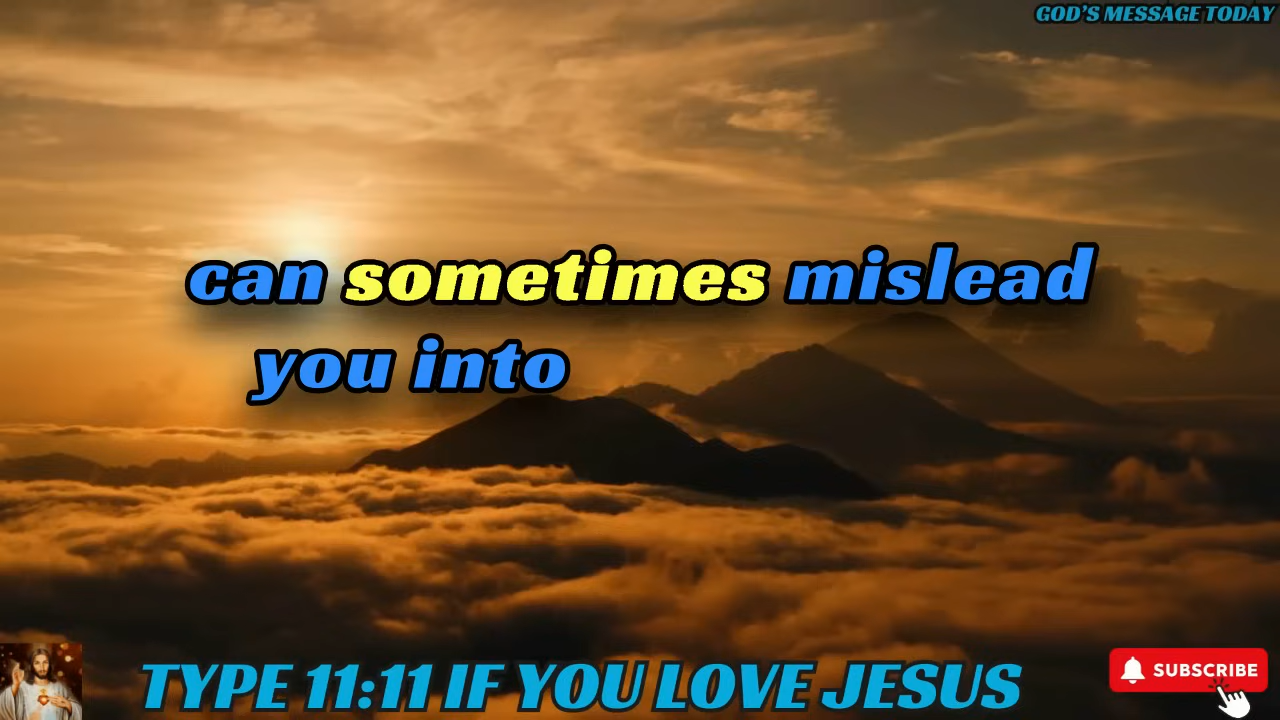 GOD'S MESSAGE TODAY
can sometimes mislead
you into
TYPE 11:11 IF YOU LOVE JESUS
SUBSCRIBE